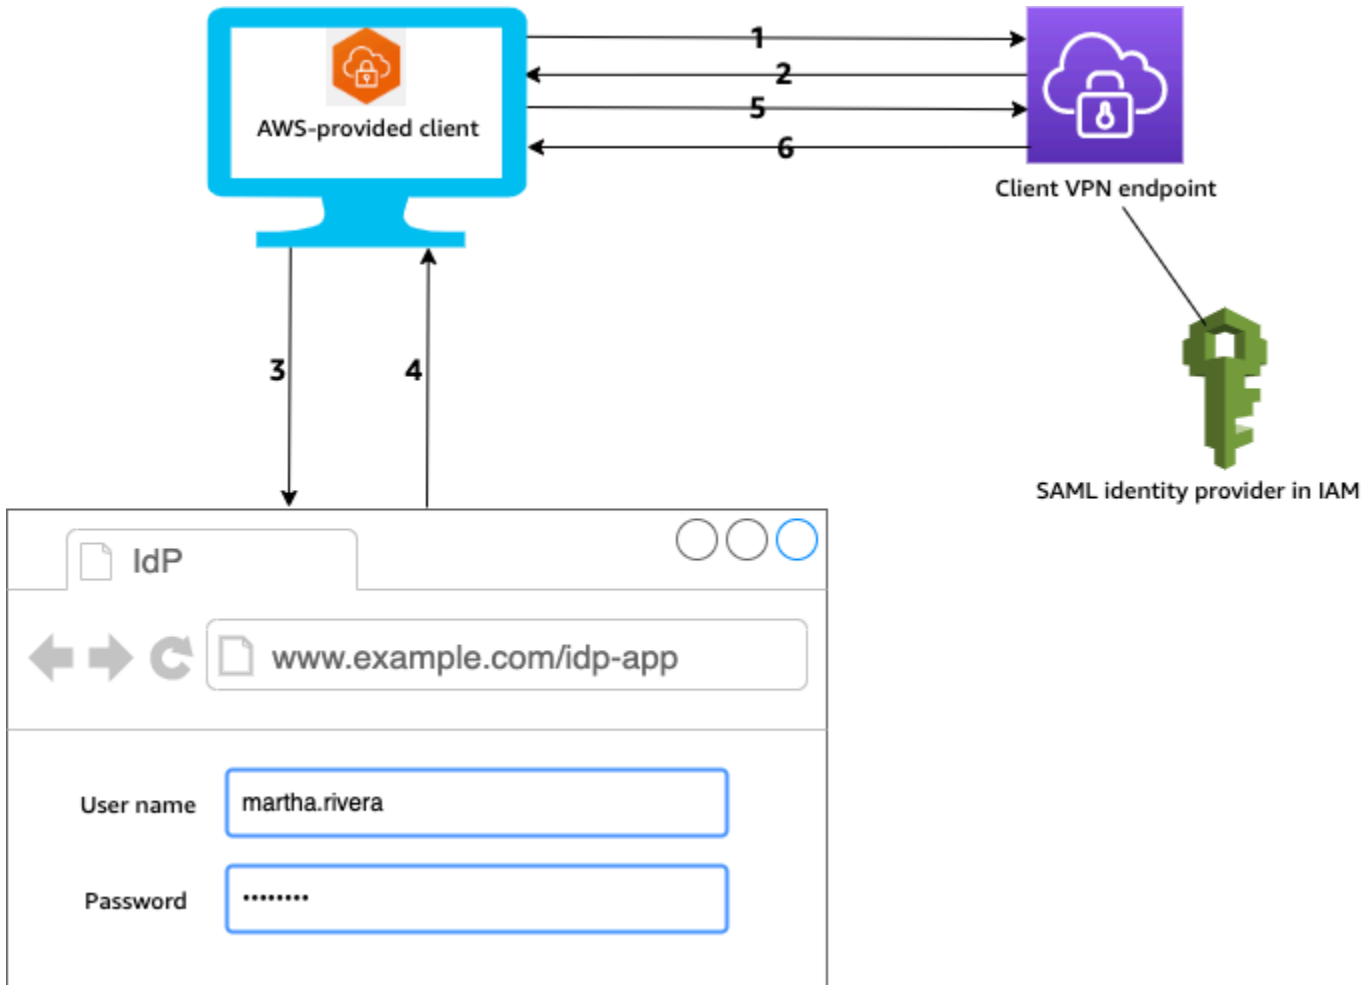 1
2
AWS-provided client
5
6
Client VPN endpoint
3
4
SAML identity provider in IAM
IdP
www.example.com/idp-app
User name
martha.rivera
Password
••••••••